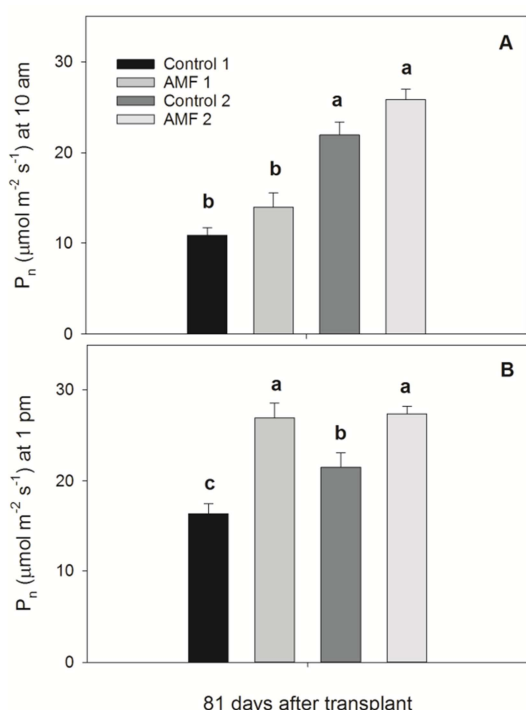 A
Control 1
AMF 1
Control 2
AMF 2
30
20
10
0
b
b
a
a
Pₙ (μmol m⁻² s⁻¹) at 10 am
B
30
20
10
0
c
a
b
a
Pₙ (μmol m⁻² s⁻¹) at 1 pm
81 days after transplant